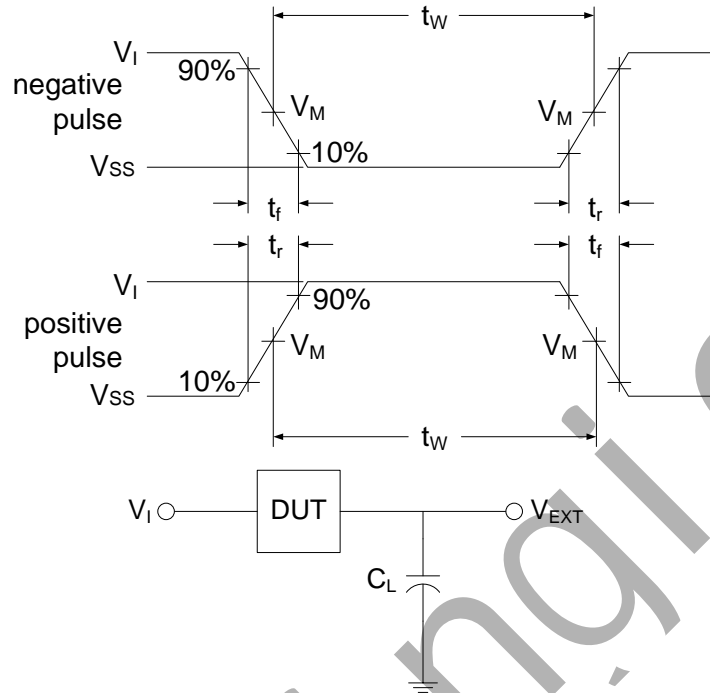 tW
VI
90%
negative
pulse
VM
VM
10%
VSS
tf
tr
tr
tf
VI
90%
positive
pulse
VM
VM
10%
VSS
tW
VI
DUT
VEXT
CL